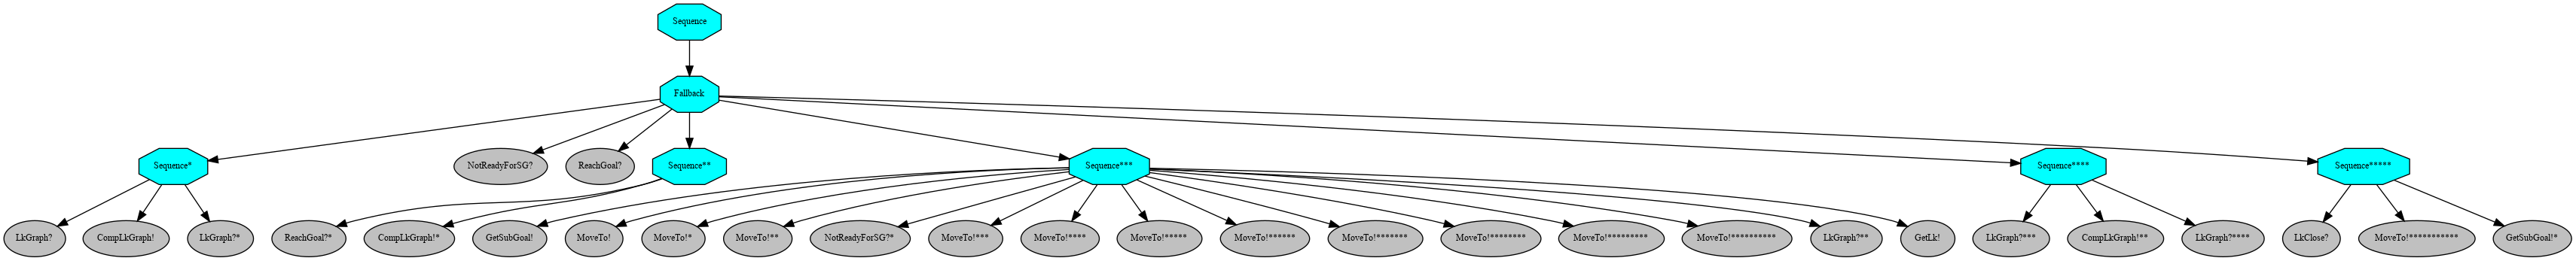 Sequence
Fallback
Sequence*
NotReadyForSG?
ReachGoal?
Sequence**
Sequence***
Sequence****
Sequence*****
LkGraph?
CompLkGraph!
LkGraph?*
ReachGoal?*
CompLkGraph!*
GetSubGoal!
MoveTo!
MoveTo!*
MoveTo!**
NotReadyForSG?*
MoveTo!***
MoveTo!****
MoveTo!*****
MoveTo!******
MoveTo!*******
MoveTo!********
MoveTo!*********
MoveTo!**********
LkGraph?**
GetLk!
LkGraph?***
CompLkGraph!**
LkGraph?****
LkClose?
MoveTo!***********
GetSubGoal!*